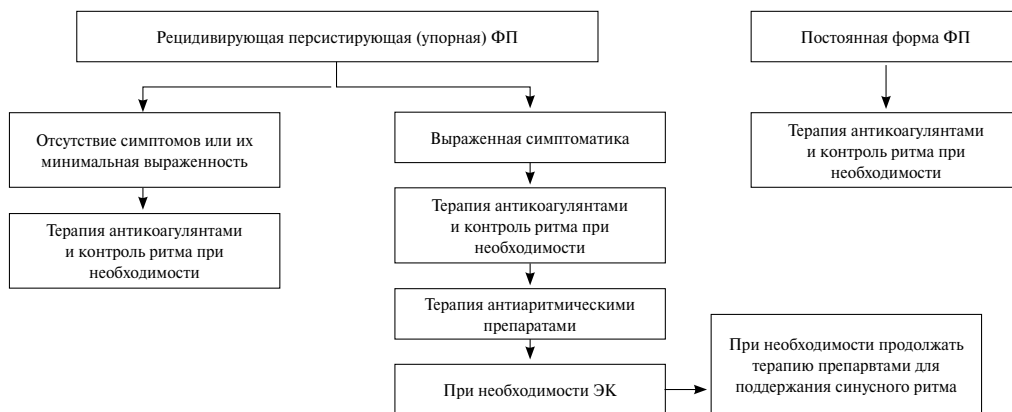 Рецидивирующая персистирующая (упорная) ФП
Постоянная форма ФП
Отсутствие симптомов или их
минимальная выраженность
Выраженная симптоматика
Терапия антикоагулянтами
и контроль ритма при
необходимости
Терапия антикоагулянтами
и контроль ритма при
необходимости
Терапия антикоагулянтами
и контроль ритма при
необходимости
Терапия антиаритмическими
препаратами
При необходимости ЭК
При необходимости продолжать
терапию препарвтами для
поддержания синусного ритма